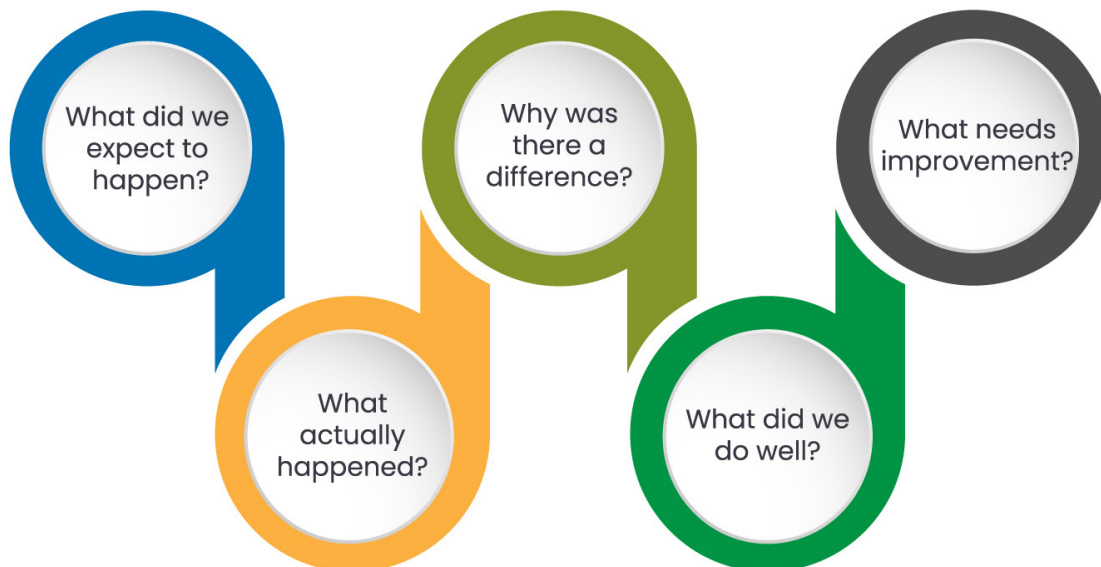 What did we
expect to
happen?
What
actually
happened?
Why was
there a
difference?
What did we
do well?
What needs
improvement?